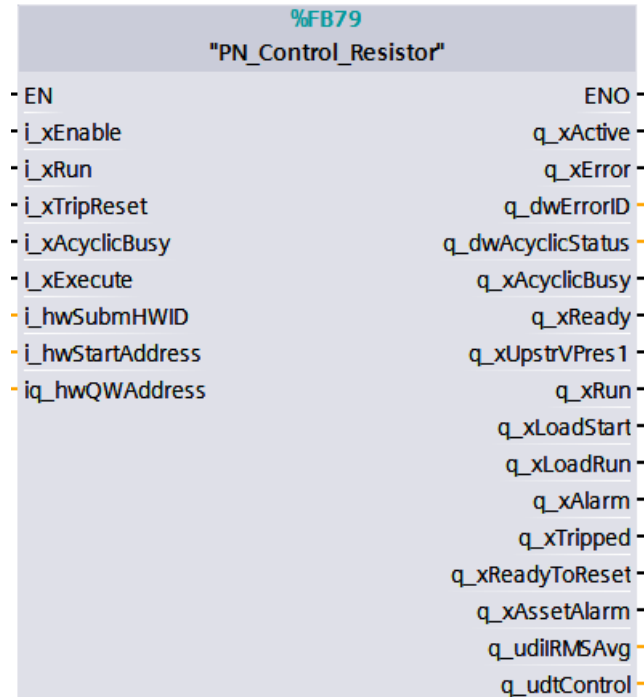 %FB79
"PN_Control_Resistor"
EN ENO
i_xEnable q_xActive
i_xRun q_xError
i_xTripReset q_dwErrorID
i_xAcyclicBusy q_dwAcyclicStatus
I_xExecute q_xAcyclicBusy
i_hwSubmHWID q_xReady
i_hwStartAddress q_xUpstrVPres1
iq_hwQWAddress q_xRun
q_xLoadStart
q_xLoadRun
q_xAlarm
q_xTripped
q_xReadyToReset
q_xAssetAlarm
q_udiIRMSAvg
q_udtControl